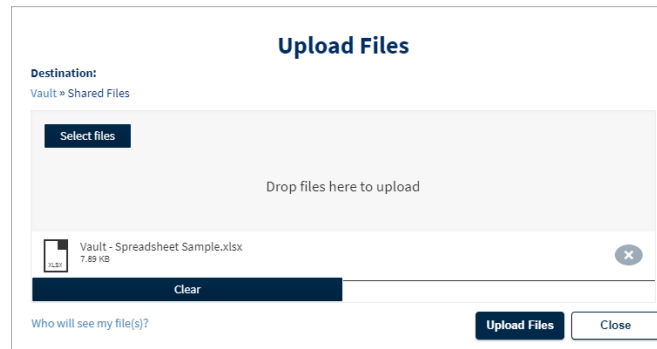 Upload Files
Destination:
Vault » Shared Files
Select files
Drop files here to upload
Vault - Spreadsheet Sample.xlsx
7.89 KB
XLSX
Clear
Who will see my file(s)?
Upload Files
Close